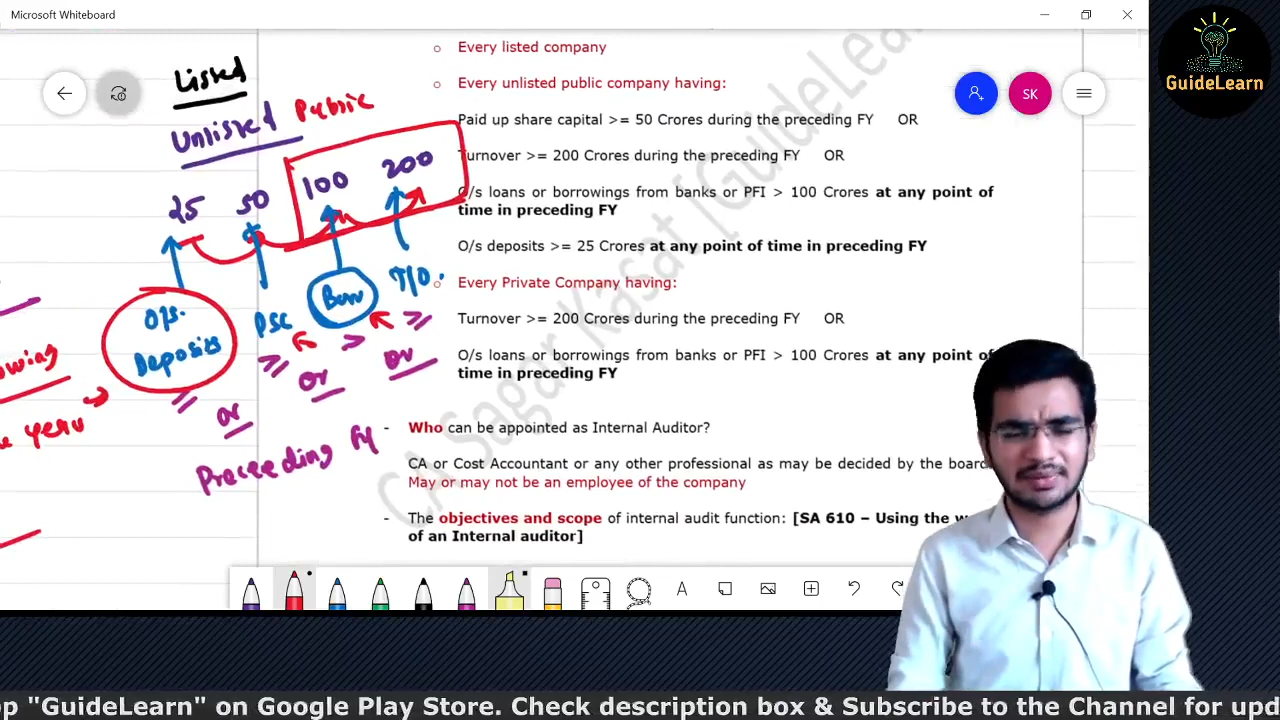 Microsoft Whiteboard
GuideLearn
SK
Listed
Unlisted Public
25 50 100 200
O/s. Deposits
PSC
Borr
T/O.
≥ or ≥ or > or ≥
Preceeding FY
owing
year
o Every listed company
o Every unlisted public company having:
Paid up share capital >= 50 Crores during the preceding FY OR
Turnover >= 200 Crores during the preceding FY OR
O/s loans or borrowings from banks or PFI > 100 Crores at any point of
time in preceding FY
O/s deposits >= 25 Crores at any point of time in preceding FY
o Every Private Company having:
Turnover >= 200 Crores during the preceding FY OR
O/s loans or borrowings from banks or PFI > 100 Crores at any point of
time in preceding FY
- Who can be appointed as Internal Auditor?
CA or Cost Accountant or any other professional as may be decided by the board
May or may not be an employee of the company
- The objectives and scope of internal audit function: [SA 610 – Using the w
of an Internal auditor]
CA Sagar Kasat [GuideLearn
A
pp "GuideLearn" on Google Play Store. Check description box & Subscribe to the Channel for upd